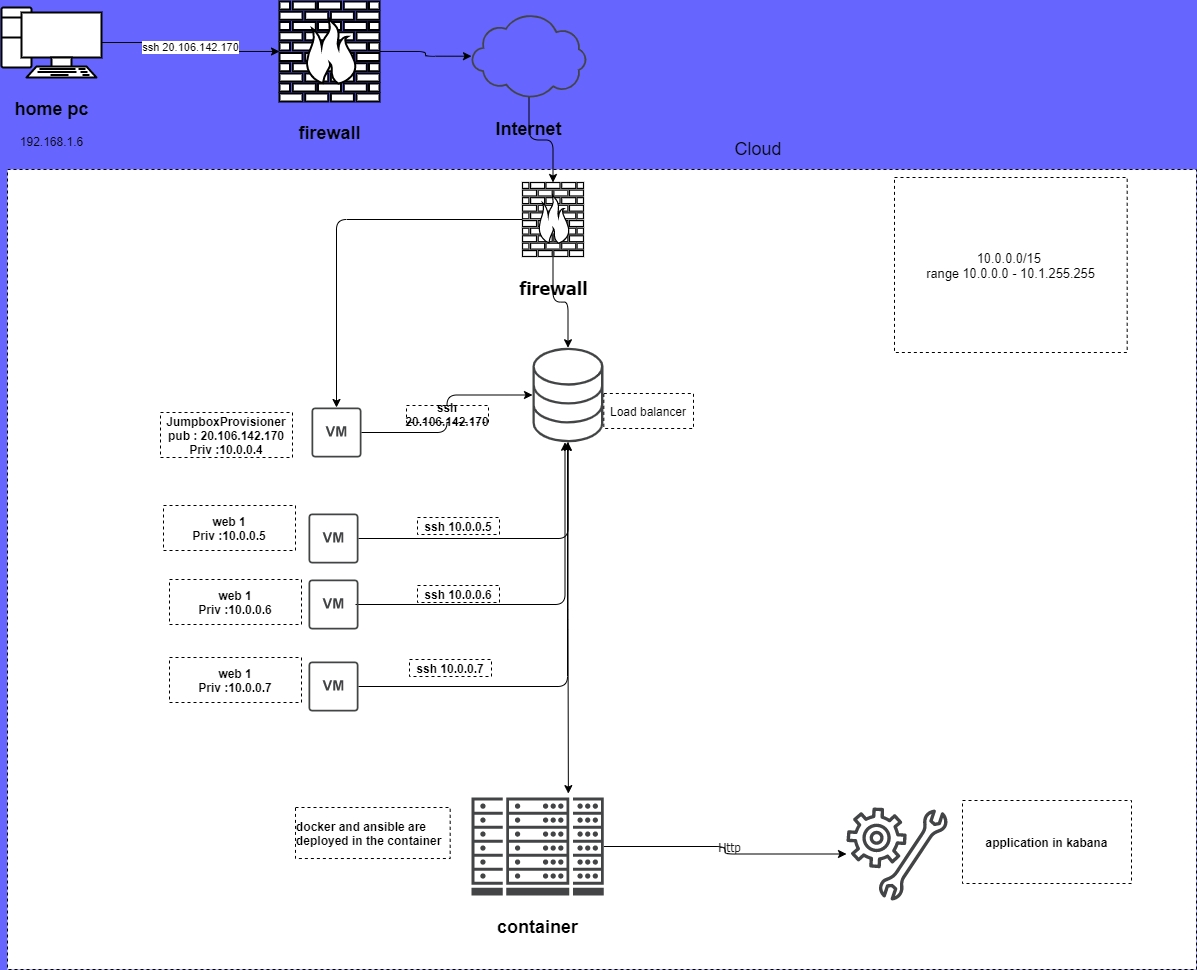 ssh 20.106.142.170
home pc
192.168.1.6
firewall
Internet
Cloud
10.0.0.0/15
range 10.0.0.0 - 10.1.255.255
firewall
Load balancer
JumpboxProvisioner
pub : 20.106.142.170
Priv :10.0.0.4
VM
ssh
20.106.142.170
web 1
Priv :10.0.0.5
VM
ssh 10.0.0.5
web 1
Priv :10.0.0.6
VM
ssh 10.0.0.6
web 1
Priv :10.0.0.7
VM
ssh 10.0.0.7
docker and ansible are
deployed in the container
container
Http
application in kabana